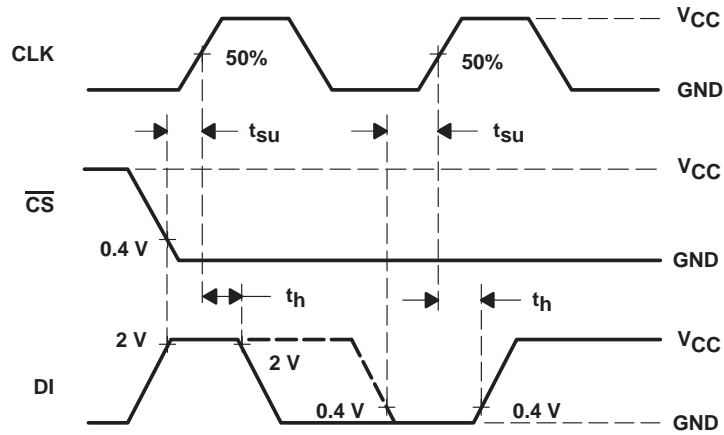 VCC
CLK
50%
50%
GND
tsu
tsu
VCC
CS
0.4 V
GND
th
th
2 V
VCC
2 V
DI
0.4 V
0.4 V
GND